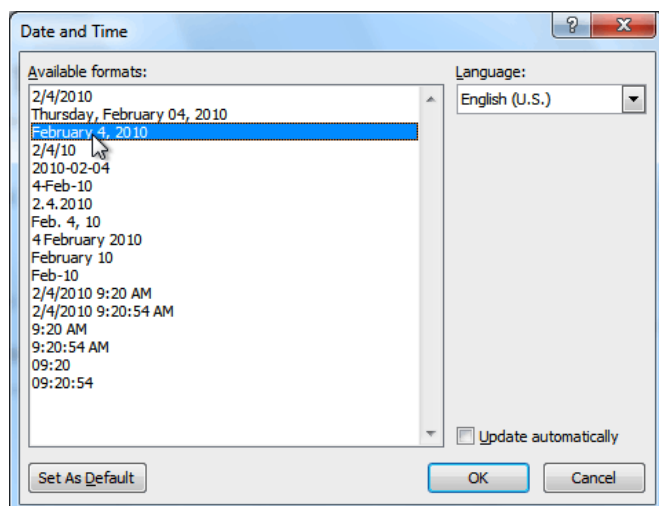 Date and Time
Available formats:
2/4/2010
Thursday, February 04, 2010
February 4, 2010
2/4/10
2010-02-04
4-Feb-10
2.4.2010
Feb. 4, 10
4 February 2010
February 10
Feb-10
2/4/2010 9:20 AM
2/4/2010 9:20:54 AM
9:20 AM
9:20:54 AM
09:20
09:20:54
Language:
English (U.S.)
Update automatically
Set As Default
OK
Cancel